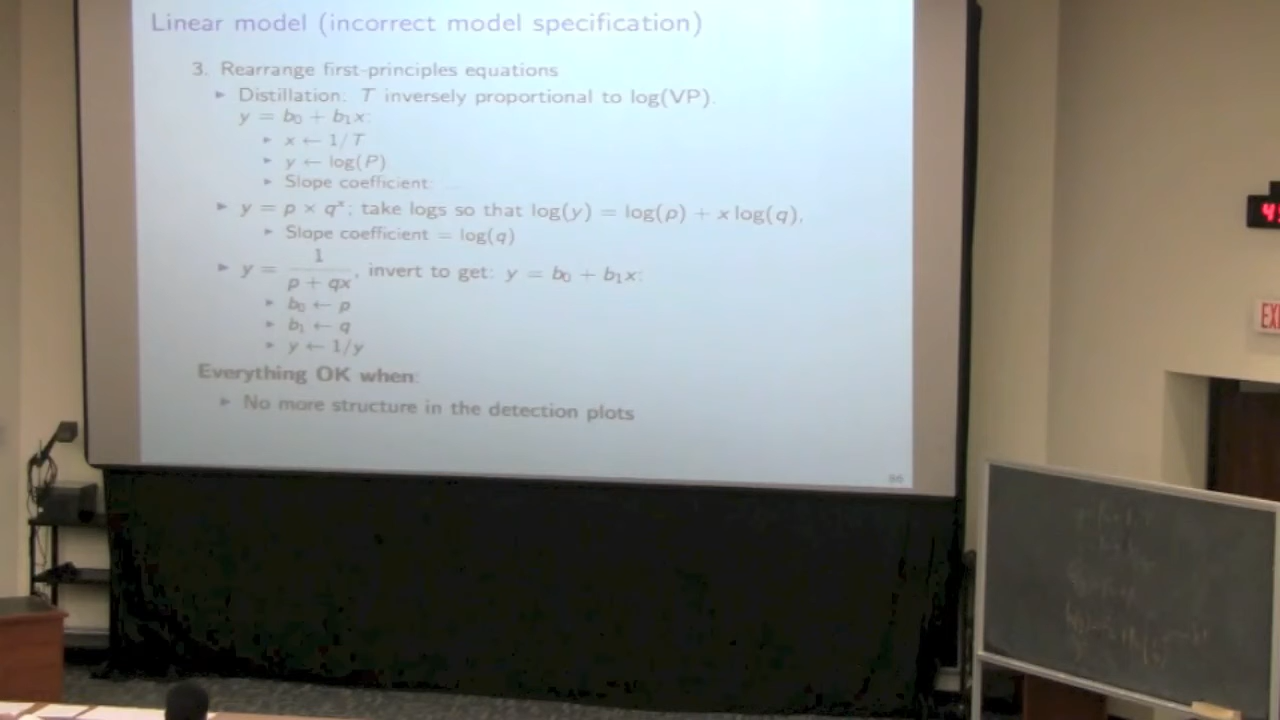 Linear model (incorrect model specification)
3. Rearrange first-principles equations
▸ Distillation: T inversely proportional to log(VP).
y = b₀ + b₁x:
▸ x ← 1/T
▸ y ← log(P)
▸ Slope coefficient:
▸ y = p × qˣ; take logs so that log(y) = log(p) + x log(q),
▸ Slope coefficient = log(q)
▸ y = 1/(p + qx), invert to get: y = b₀ + b₁x:
▸ b₀ ← p
▸ b₁ ← q
▸ y ← 1/y
Everything OK when:
▸ No more structure in the detection plots